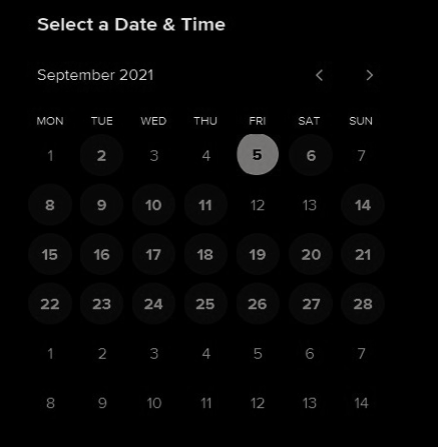 Select a Date & Time
September 2021
MON TUE WED THU FRI SAT SUN
1 2 3 4 5 6 7
8 9 10 11 12 13 14
15 16 17 18 19 20 21
22 23 24 25 26 27 28
1 2 3 4 5 6 7
8 9 10 11 12 13 14